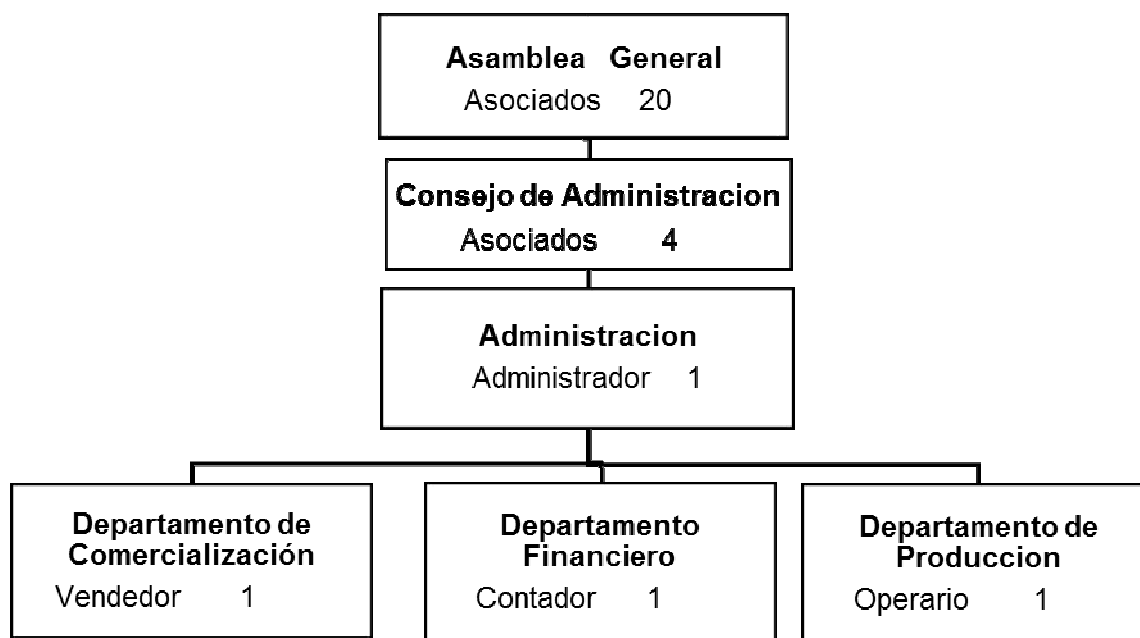 Asamblea General
Asociados 20
Consejo de Administracion
Asociados 4
Administracion
Administrador 1
Departamento de
Comercialización
Vendedor 1
Departamento
Financiero
Contador 1
Departamento de
Produccion
Operario 1